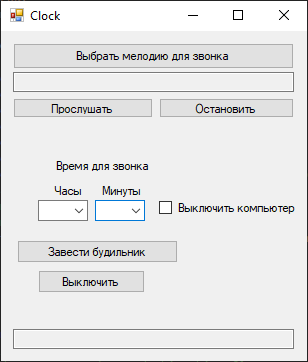 Clock
Выбрать мелодию для звонка
Прослушать Остановить
Время для звонка
Часы Минуты
Выключить компьютер
Завести будильник
Выключить